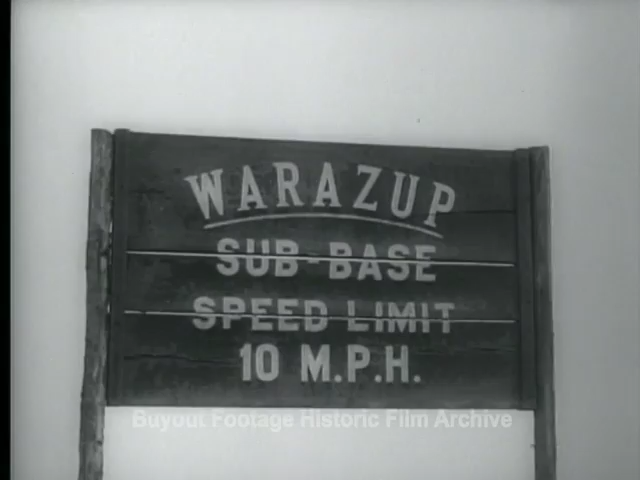 WARAZUP
SUB-BASE
SPEED LIMIT
10 M.P.H.
Buyout Footage Historic Film Archive